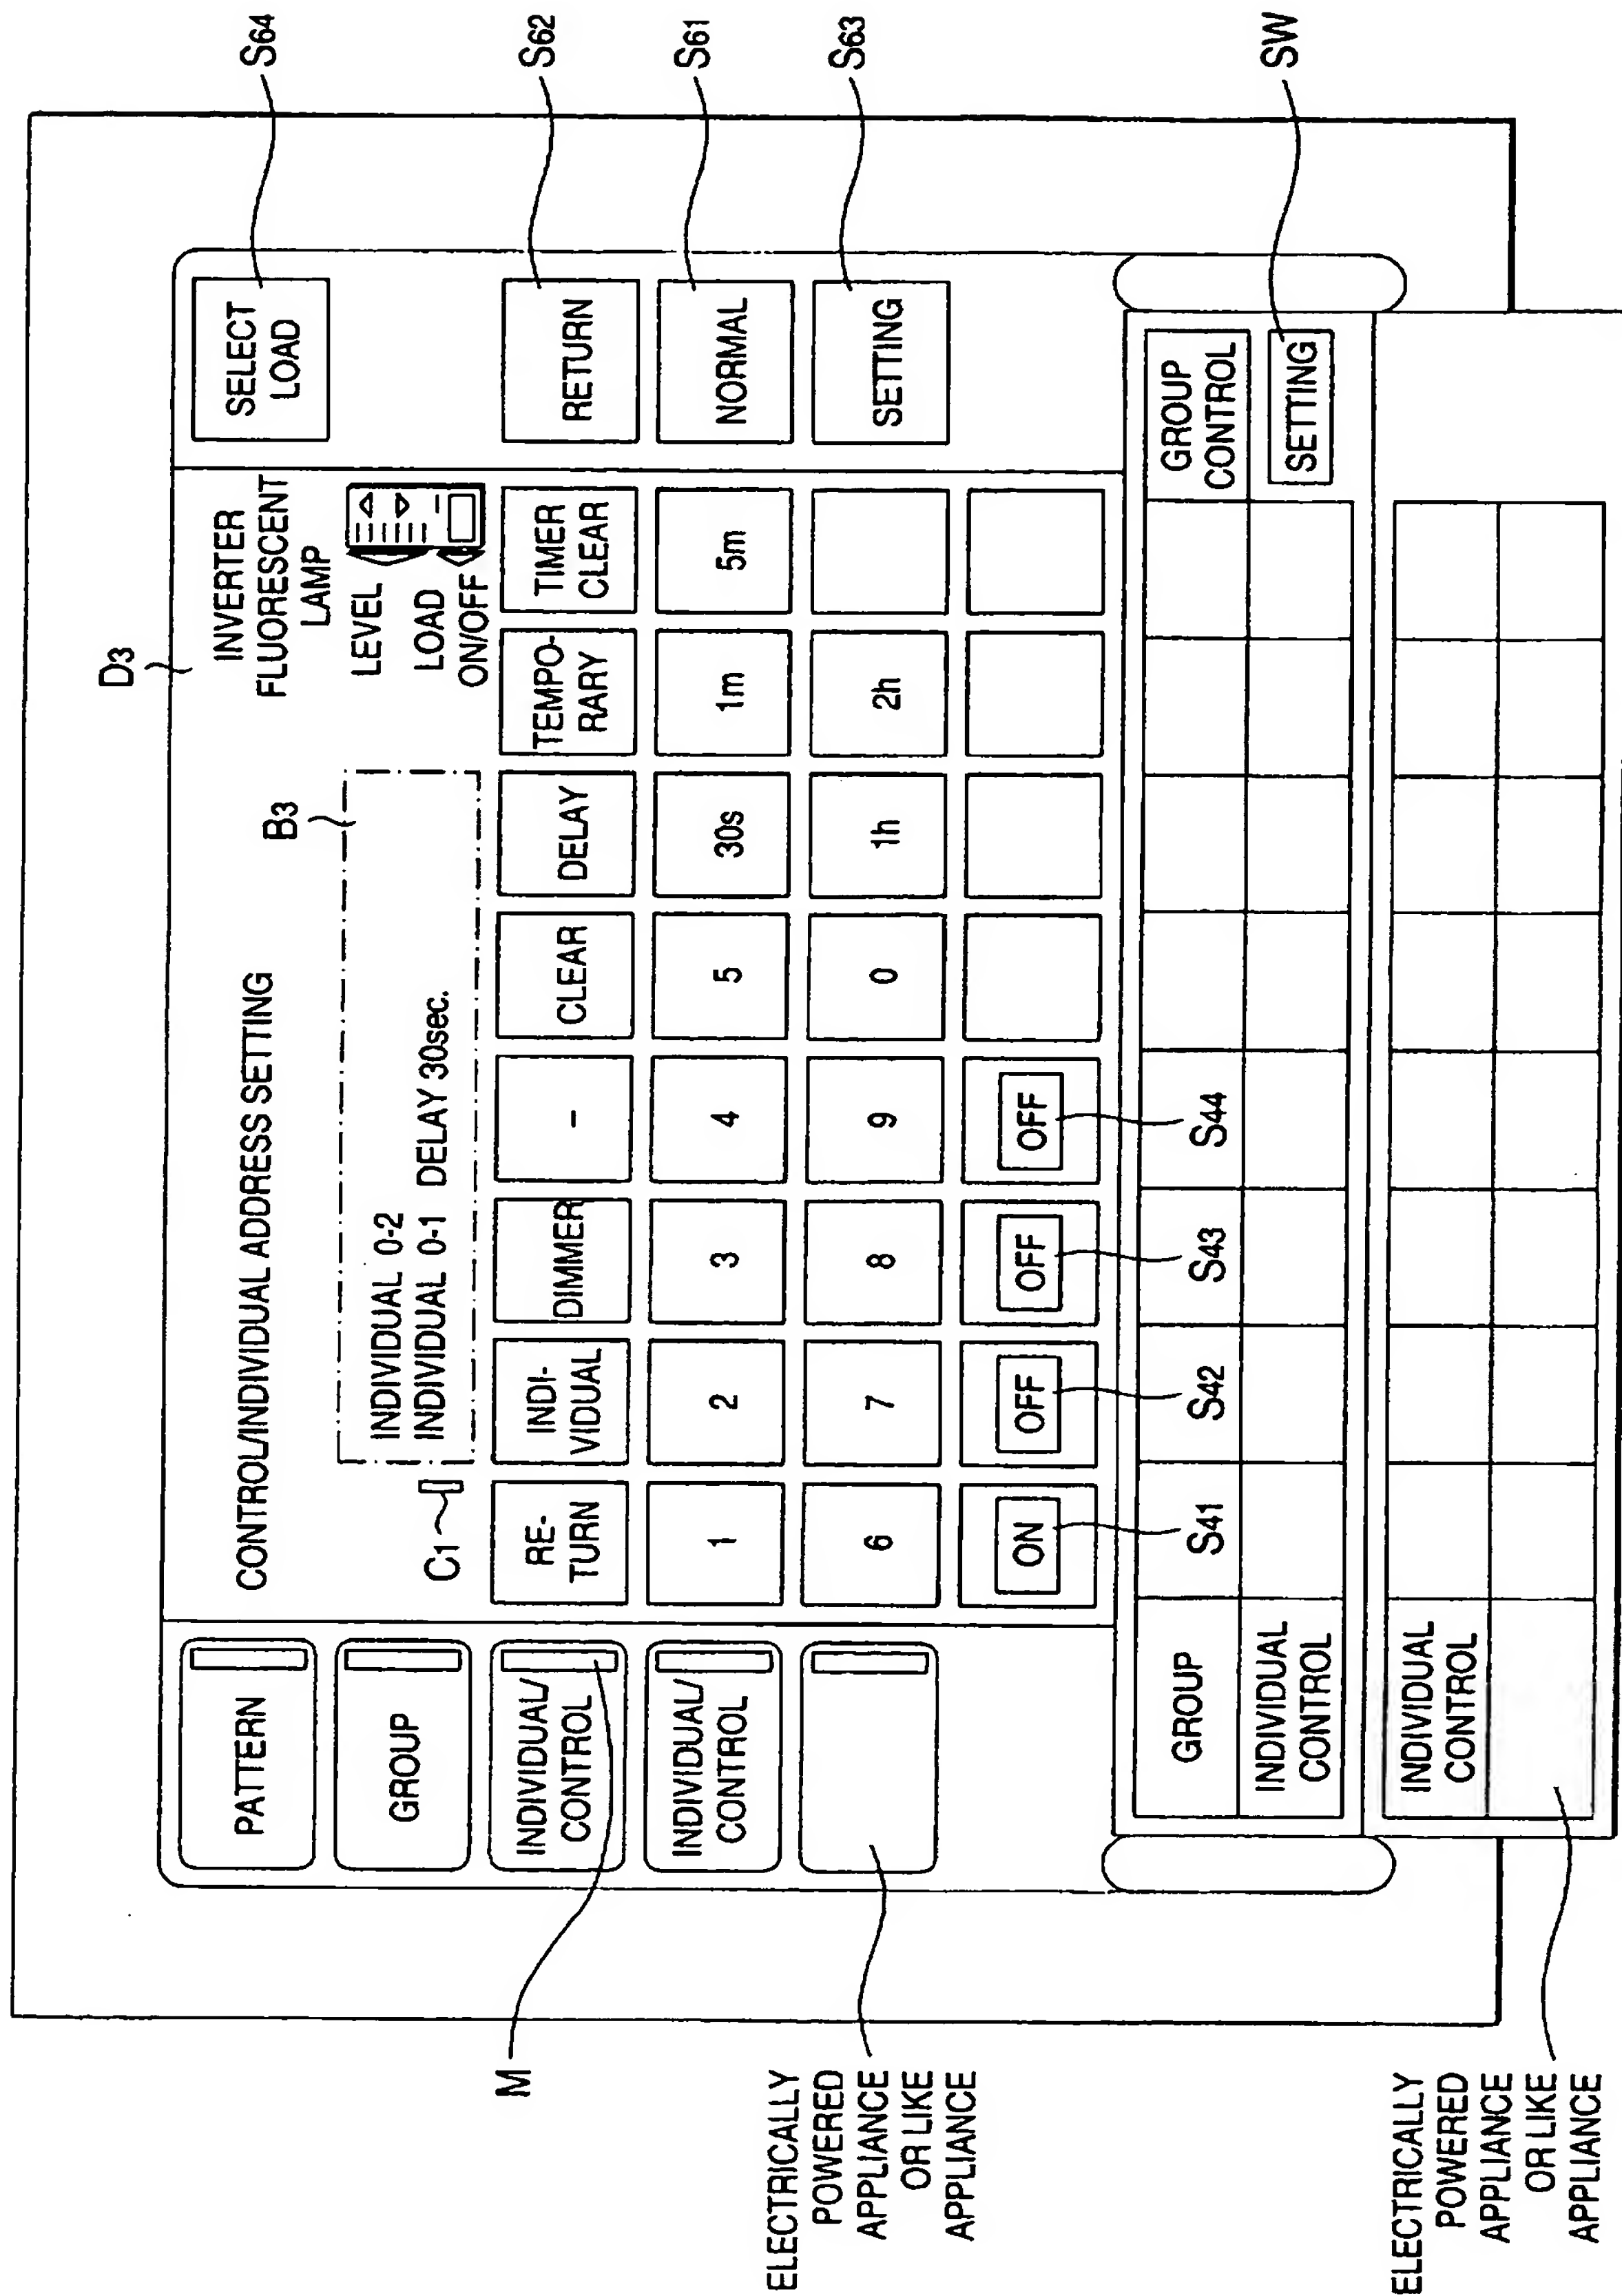 D3
S64
CONTROL/INDIVIDUAL ADDRESS SETTING
INVERTER
FLUORESCENT
LAMP
SELECT
LOAD
PATTERN
B3
INDIVIDUAL 0-2
INDIVIDUAL 0-1 DELAY 30sec.
C1
LEVEL
LOAD
ON/OFF
GROUP
S62
RE-
TURN
INDI-
VIDUAL
DIMMER
-
CLEAR
DELAY
TEMPO-
RARY
TIMER
CLEAR
RETURN
INDIVIDUAL/
CONTROL
M
S61
1
2
3
4
5
30s
1m
5m
NORMAL
INDIVIDUAL/
CONTROL
S63
6
7
8
9
0
1h
2h
SETTING
ELECTRICALLY
POWERED
APPLIANCE
OR LIKE
APPLIANCE
ON
OFF
OFF
OFF
GROUP
S41
S42
S43
S44
GROUP
CONTROL
INDIVIDUAL
CONTROL
SETTING
SW
INDIVIDUAL
CONTROL
ELECTRICALLY
POWERED
APPLIANCE
OR LIKE
APPLIANCE